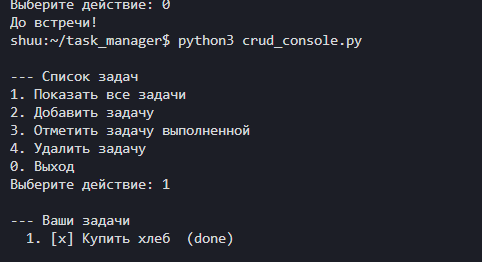 Выберите действие: 0
До встречи!
shuu:~/task_manager$ python3 crud_console.py
--- Список задач
1. Показать все задачи
2. Добавить задачу
3. Отметить задачу выполненной
4. Удалить задачу
0. Выход
Выберите действие: 1
--- Ваши задачи
1. [x] Купить хлеб  (done)